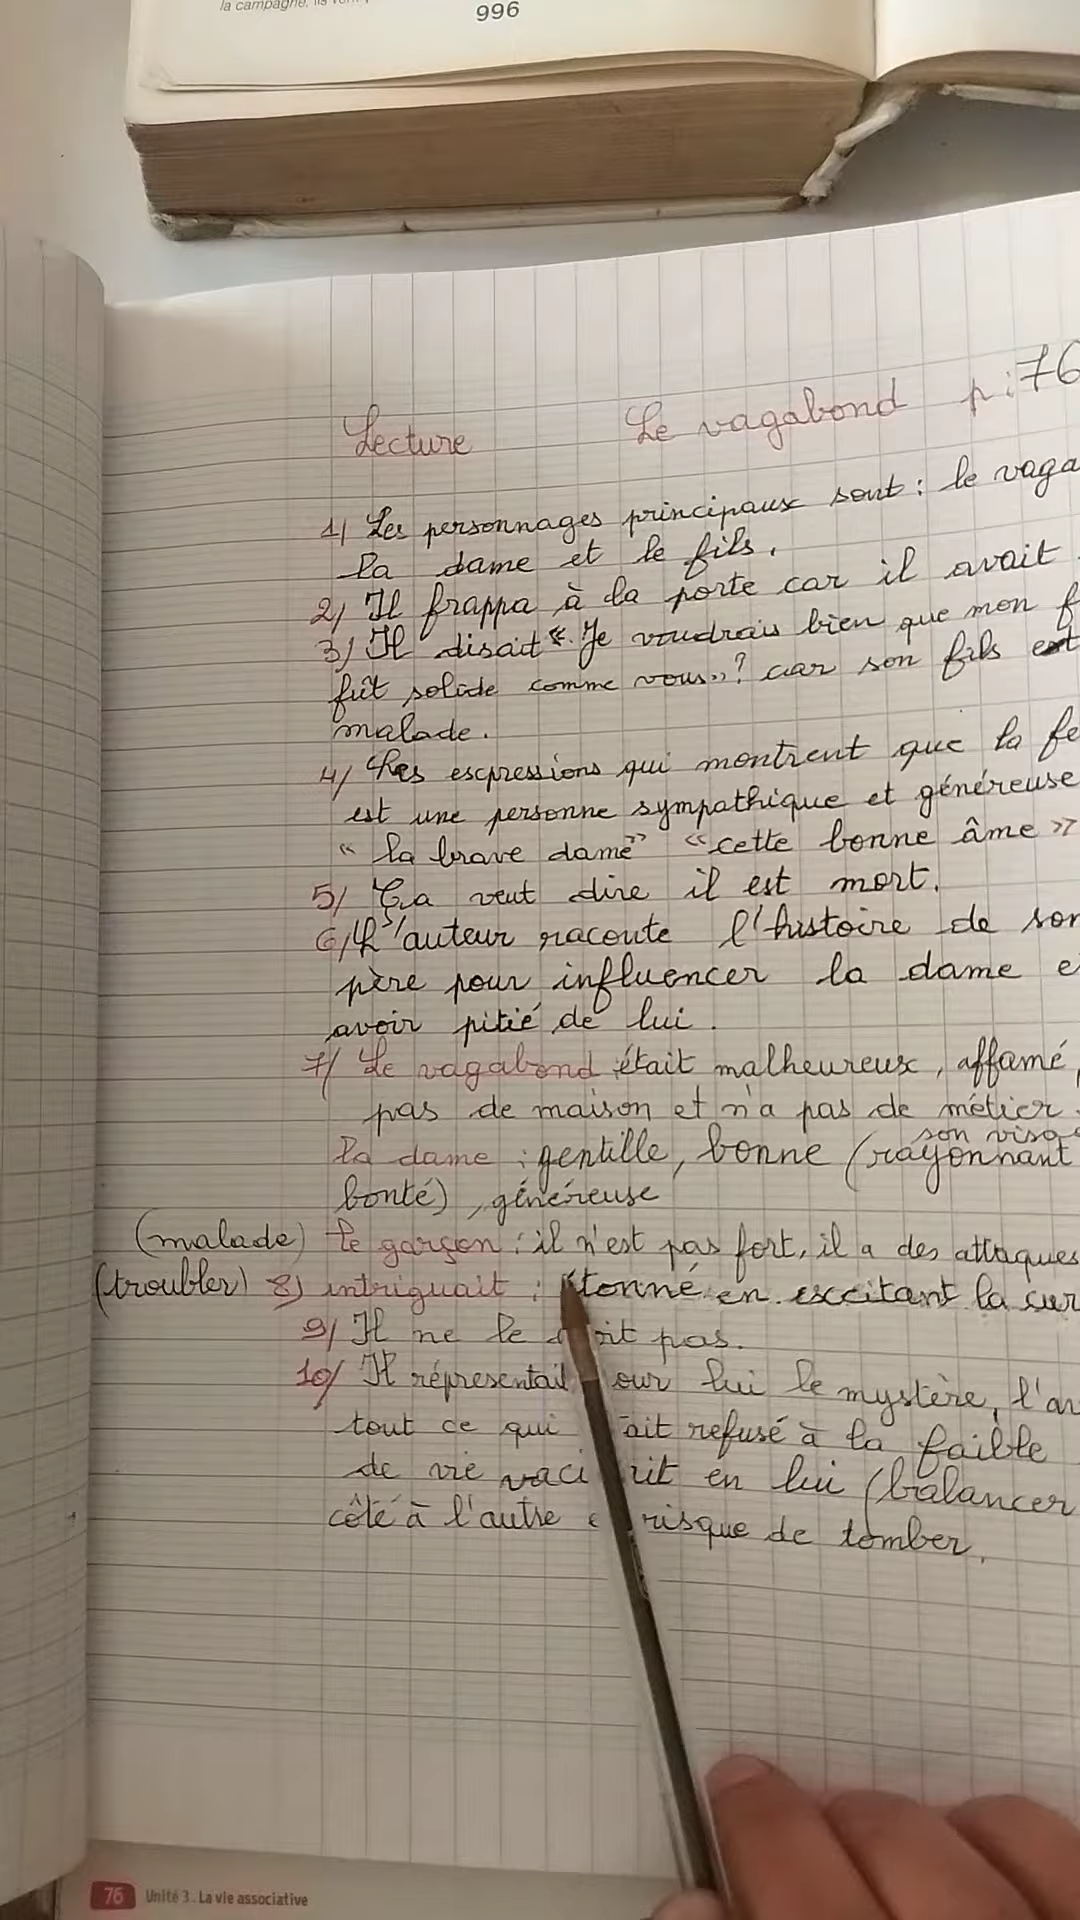 la campagne, ils
996
Lecture Le vagabond p:76
1) Les personnages principaux sont : le vaga
la dame et le fils.
2) Il frappa à la porte car il avait
3) Il disait « Je voudrais bien que mon f
fût solide comme vous »? car son fils est
malade.
4) Les expressions qui montrent que la fe
est une personne sympathique et généreuse
" la brave dame" «cette bonne âme»
5) Ça veut dire il est mort.
6) L'auteur raconte l'histoire de son
père pour influencer la dame e
avoir pitié de lui.
7) Le vagabond était malheureux, affamé,
pas de maison et n'a pas de métier.
son visage
la dame : gentille, bonne (rayonnant
bonté), généreuse
(malade) le garçon : il n'est pas fort, il a des attaques
(troubler) 8) intriguait : étonné en excitant la cur
9) Il ne le pas.
10) Il réprésentait our lui le mystère, l'av
tout ce qui ait refusé à la faible
de vie vaci it en lui (balancer
côté à l'autre risque de tomber.
76 Unité 3. La vie associative